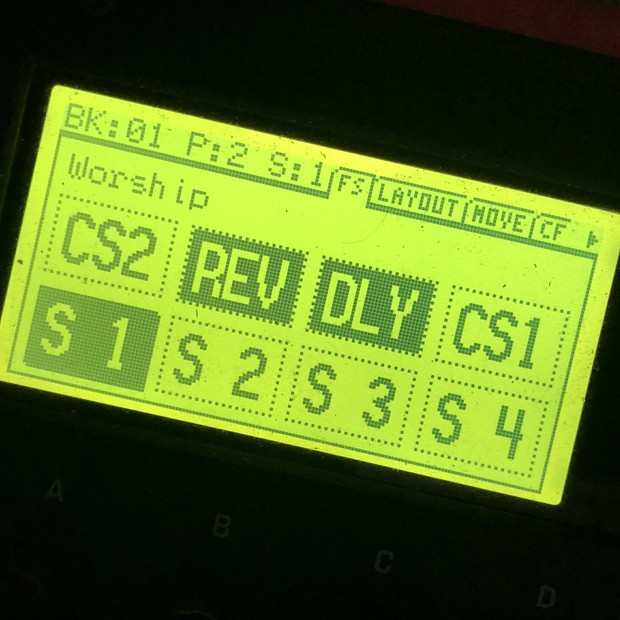 BK:01 P:2 S:1 FS LAYOUT MOVE CF
Worship
CS2 REV DLY CS1
S 1 S 2 S 3 S 4
A B C D